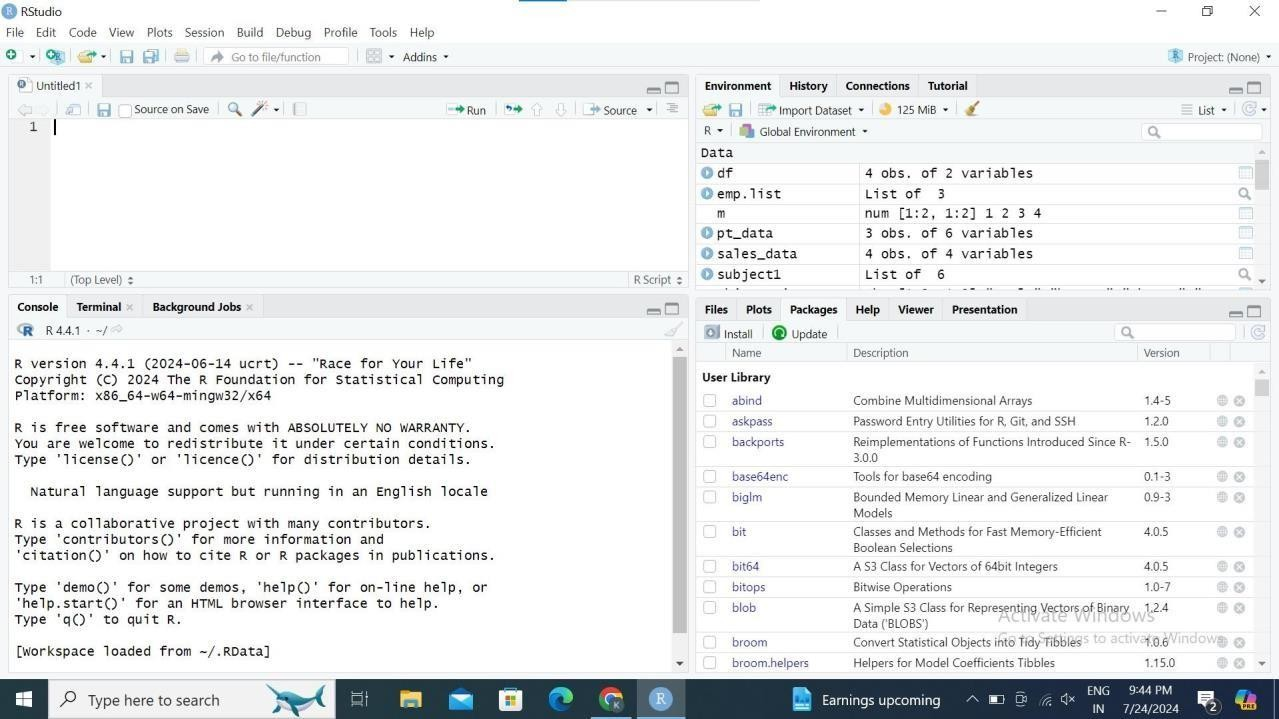 RStudio
File Edit Code View Plots Session Build Debug Profile Tools Help
Go to file/function Addins Project: (None)
Untitled1
Source on Save Run Source
1
1:1 (Top Level) R Script
Console Terminal Background Jobs
R 4.4.1 · ~/
R version 4.4.1 (2024-06-14 ucrt) -- "Race for Your Life"
Copyright (C) 2024 The R Foundation for Statistical Computing
Platform: x86_64-w64-mingw32/x64
R is free software and comes with ABSOLUTELY NO WARRANTY.
You are welcome to redistribute it under certain conditions.
Type 'license()' or 'licence()' for distribution details.
Natural language support but running in an English locale
R is a collaborative project with many contributors.
Type 'contributors()' for more information and
'citation()' on how to cite R or R packages in publications.
Type 'demo()' for some demos, 'help()' for on-line help, or
'help.start()' for an HTML browser interface to help.
Type 'q()' to quit R.
[Workspace loaded from ~/.RData]
Environment History Connections Tutorial
Import Dataset 125 MiB List
R Global Environment
Data
df 4 obs. of 2 variables
emp.list List of 3
m num [1:2, 1:2] 1 2 3 4
pt_data 3 obs. of 6 variables
sales_data 4 obs. of 4 variables
subject1 List of 6
Files Plots Packages Help Viewer Presentation
Install Update
Name Description Version
User Library
abind Combine Multidimensional Arrays 1.4-5
askpass Password Entry Utilities for R, Git, and SSH 1.2.0
backports Reimplementations of Functions Introduced Since R- 1.5.0
3.0.0
base64enc Tools for base64 encoding 0.1-3
biglm Bounded Memory Linear and Generalized Linear 0.9-3
Models
bit Classes and Methods for Fast Memory-Efficient 4.0.5
Boolean Selections
bit64 A S3 Class for Vectors of 64bit Integers 4.0.5
bitops Bitwise Operations 1.0-7
blob A Simple S3 Class for Representing Vectors of Binary 1.2.4
Data ('BLOBS')
broom Convert Statistical Objects into Tidy Tibbles 1.0.6
broom.helpers Helpers for Model Coefficients Tibbles 1.15.0
Activate Windows
Go to Settings to activate Windows.
Type here to search
Earnings upcoming
ENG 9:44 PM
IN 7/24/2024
2
PRE